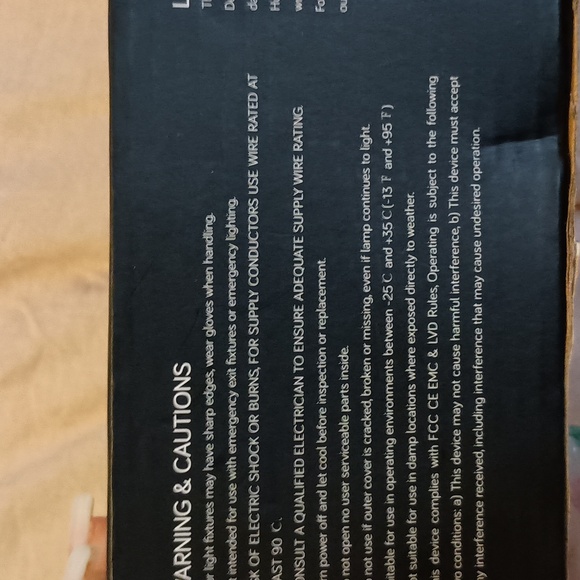 ARNING & CAUTIONS
r light fixtures may have sharp edges, wear gloves when handling.
t intended for use with emergency exit fixtures or emergency lighting.
K OF ELECTRIC SHOCK OR BURNS, FOR SUPPLY CONDUCTORS USE WIRE RATED AT
AST 90 C.
ONSULT A QUALIFIED ELECTRICIAN TO ENSURE ADEQUATE SUPPLY WIRE RATING.
n power off and let cool before inspection or replacement.
not open no user serviceable parts inside.
not use if outer cover is cracked, broken or missing, even if lamp continues to light.
itable for use in operating environments between -25 C and +35 C (-13 °F and +95 °F)
t suitable for use in damp locations where exposed directly to weather.
is device complies with FCC CE EMC & LVD Rules, Operating is subject to the following
o conditions: a) This device may not cause harmful interference, b) This device must accept
y interference received, including interference that may cause undesired operation.